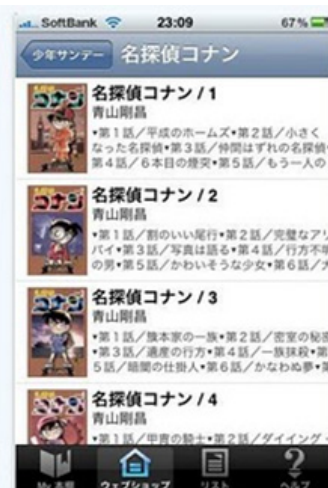 SoftBank 23:09 67%
少年サンデー 名探偵コナン
名探偵コナン / 1
青山剛昌
•第1話／平成のホームズ•第2話／小さく
なった名探偵•第3話／仲間はずれの名探偵
第4話／6本目の煙突•第5話／もう一人の
名探偵コナン / 2
青山剛昌
•第1話／割のいい尾行•第2話／完璧なアリ
バイ•第3話／写真は語る•第4話／行方不明
の男•第5話／かわいそうな少女•第6話／
名探偵コナン / 3
青山剛昌
•第1話／旗本家の一族•第2話／密室の秘密
•第3話／遺産の行方•第4話／一族抹殺•第
5話／暗闇の仕掛人•第6話／かなわぬ夢•第
名探偵コナン / 4
青山剛昌
•第1話／甲冑の騎士•第2話／ダイイング・
My 本棚 ウェブショップ リスト ヘルプ